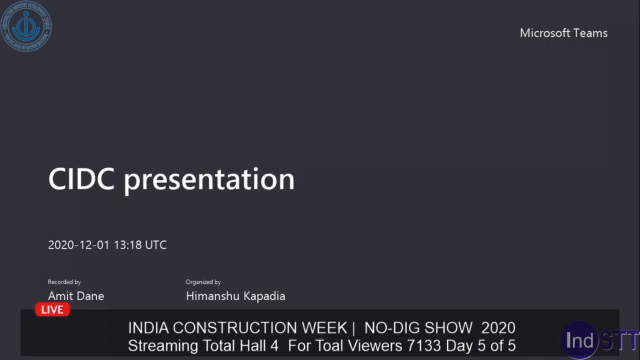 Microsoft Teams
CIDC presentation
2020-12-01 13:18 UTC
Recorded by
Organized by
Amit Dane
Himanshu Kapadia
LIVE
INDIA CONSTRUCTION WEEK | NO-DIG SHOW 2020
Streaming Total Hall 4 For Toal Viewers 7133 Day 5 of 5
IndSTT